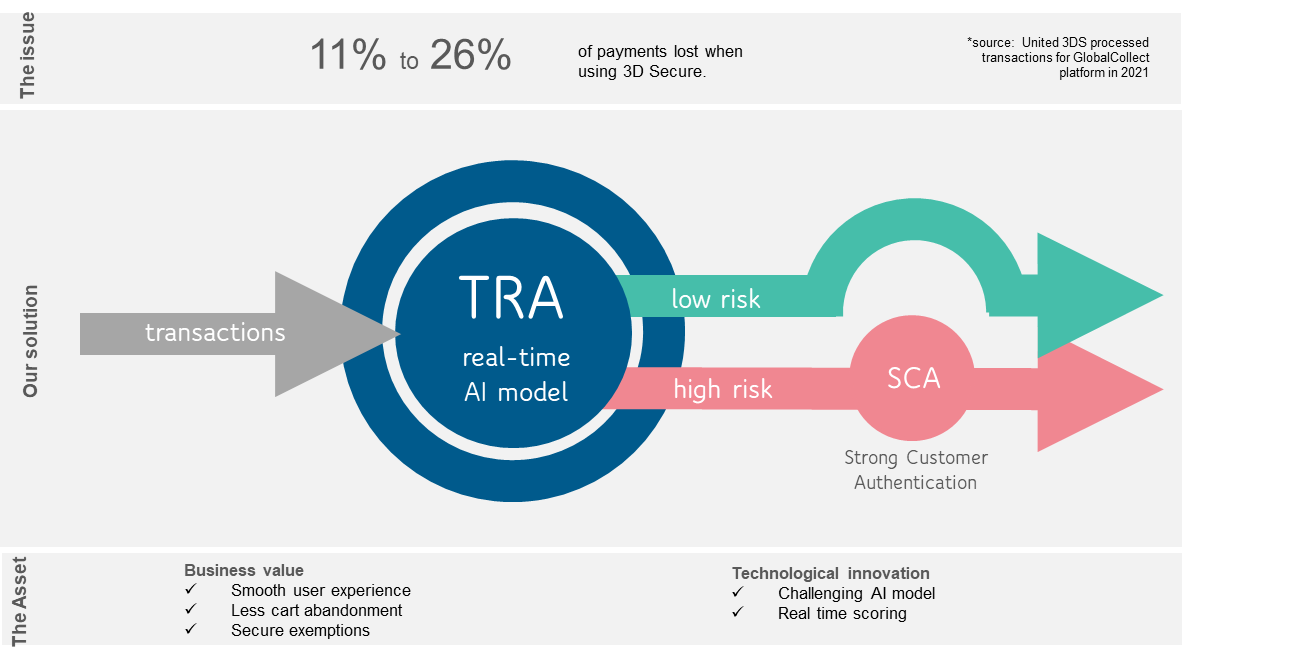 The issue
11% to 26%
of payments lost when
using 3D Secure.
*source: United 3DS processed
transactions for GlobalCollect
platform in 2021
Our solution
transactions
TRA
real-time
AI model
low risk
high risk
SCA
Strong Customer
Authentication
The Asset
Business value
✓ Smooth user experience
✓ Less cart abandonment
✓ Secure exemptions
Technological innovation
✓ Challenging AI model
✓ Real time scoring